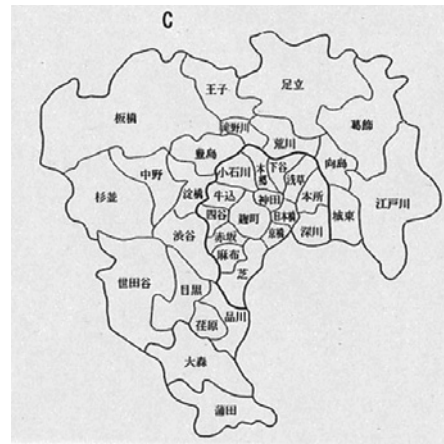 C
王子
足立
板橋
葛飾
滝野川
荒川
豊島
向島
中野
小石川
本郷
下谷
浅草
杉並
淀橋
牛込
神田
本所
江戸川
四谷
麹町
日本橋
城東
渋谷
赤坂
京橋
深川
麻布
世田谷
目黒
芝
荏原
品川
大森
蒲田